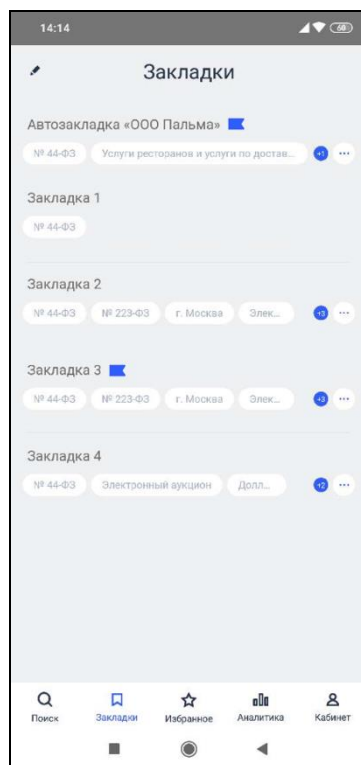 14:14
60
Закладки
Автозакладка «ООО Пальма»
№ 44-ФЗ Услуги ресторанов и услуги по достав... +1 ...
Закладка 1
№ 44-ФЗ
Закладка 2
№ 44-ФЗ № 223-ФЗ г. Москва Элек... +3 ...
Закладка 3
№ 44-ФЗ № 223-ФЗ г. Москва Элек... +3 ...
Закладка 4
№ 44-ФЗ Электронный аукцион Долл... +2 ...
Поиск Закладки Избранное Аналитика Кабинет